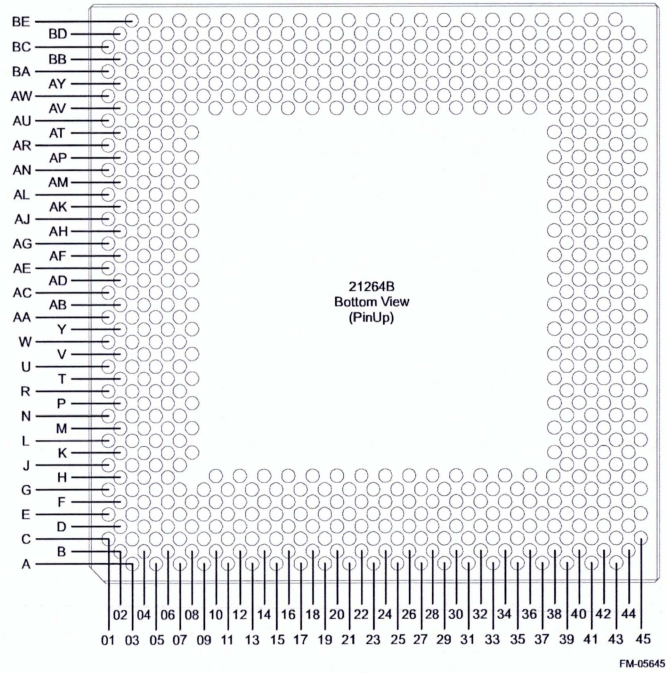 BE
BD
BC
BB
BA
AY
AW
AV
AU
AT
AR
AP
AN
AM
AL
AK
AJ
AH
AG
AF
AE
AD
AC
AB
AA
Y
W
V
U
T
R
P
N
M
L
K
J
H
G
F
E
D
C
B
A
21264B
Bottom View
(PinUp)
02 04 06 08 10 12 14 16 18 20 22 24 26 28 30 32 34 36 38 40 42 44
01 03 05 07 09 11 13 15 17 19 21 23 25 27 29 31 33 35 37 39 41 43 45
FM-05645